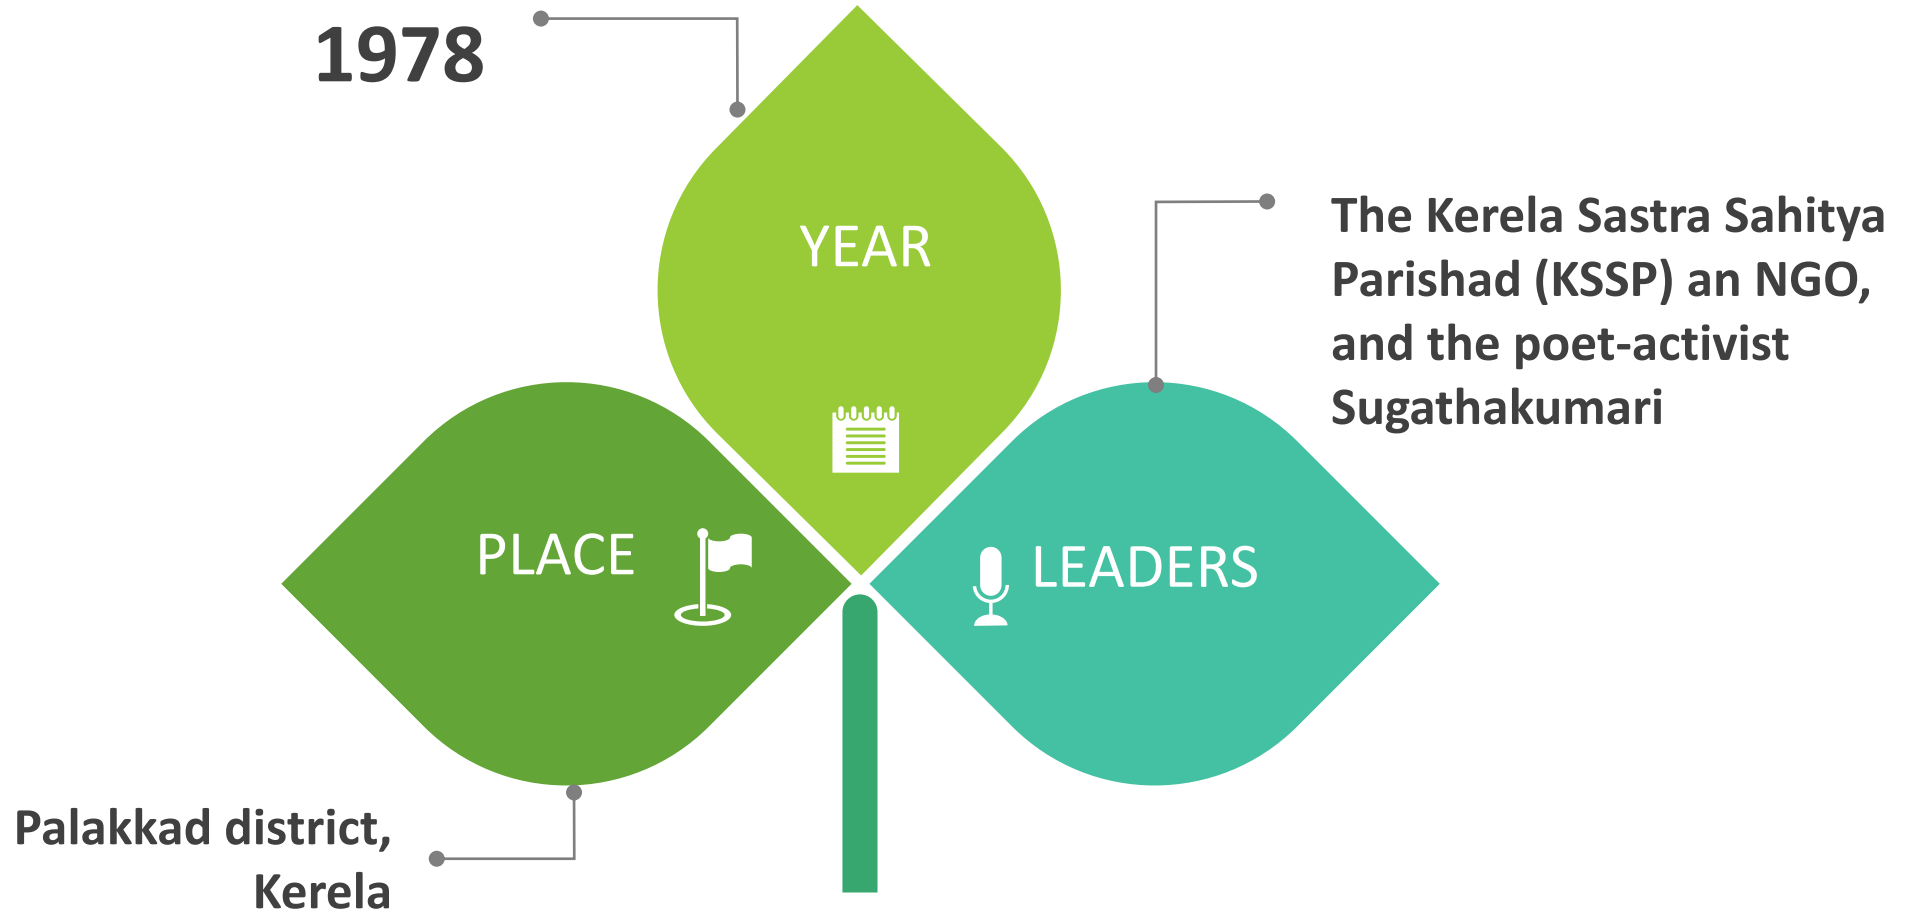 1978
YEAR
The Kerela Sastra Sahitya
Parishad (KSSP) an NGO,
and the poet-activist
Sugathakumari
PLACE
LEADERS
Palakkad district,
Kerela